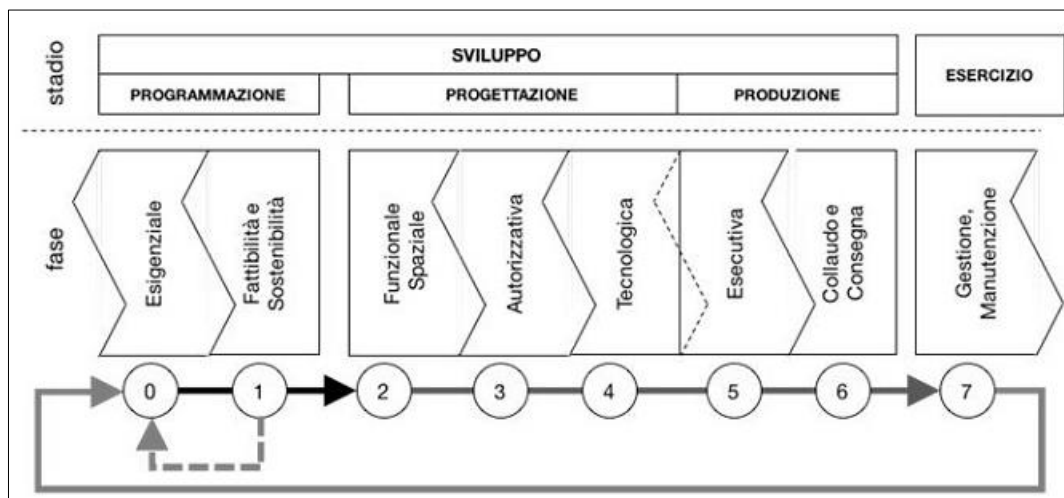 stadio
SVILUPPO
ESERCIZIO
PROGRAMMAZIONE
PROGETTAZIONE
PRODUZIONE
fase
Esigenziale
Fattibilità e
Sostenibilità
Funzionale
Spaziale
Autorizzativa
Tecnologica
Esecutiva
Collaudo e
Consegna
Gestione,
Manutenzione
0
1
2
3
4
5
6
7